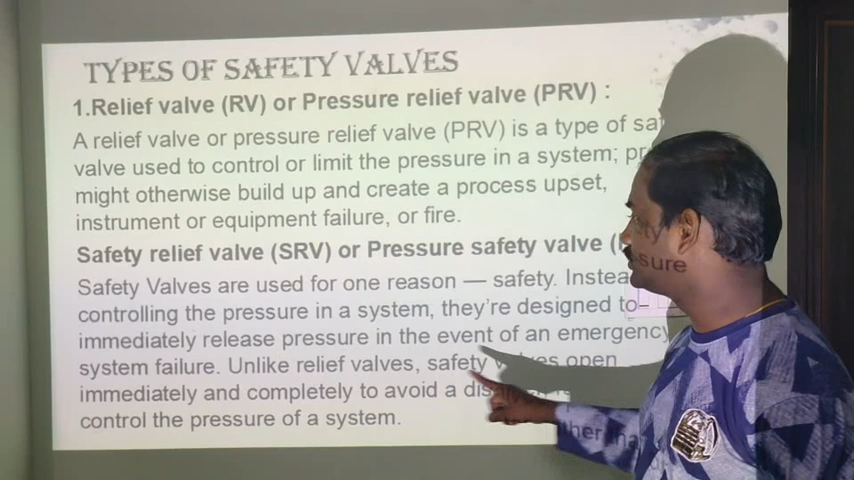 TYPES OF SAFETY VALVES
1.Relief valve (RV) or Pressure relief valve (PRV) :
A relief valve or pressure relief valve (PRV) is a type of
valve used to control or limit the pressure in a system;
might otherwise build up and create a process upset,
instrument or equipment failure, or fire.
Safety relief valve (SRV) or Pressure safety valve
Safety Valves are used for one reason — safety.
controlling the pressure in a system, they're designed to
immediately release pressure in the event of an emergency
system failure. Unlike relief valves, safety valves open
immediately and completely to avoid a
control the pressure of a system.